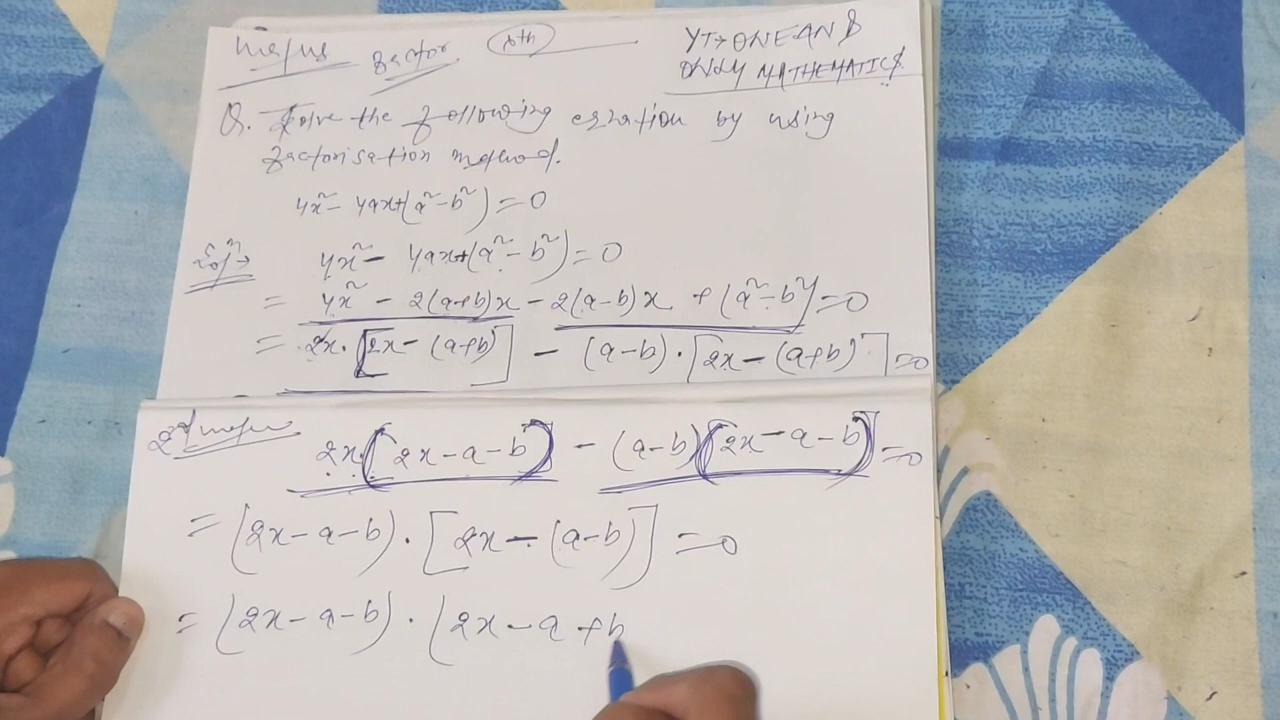 factor
YT→ONE AND
ONLY MATHEMATICS
Q. Solve the following equation by using
factorisation method.
4x² - 4ax+(a²-b²)=0
Solⁿ→ 4x² - 4ax+(a²-b²)=0
= 4x² - 2(a+b)x - 2(a-b)x + (a²-b²)=0
= 2x·[2x-(a+b)] - (a-b)·[2x-(a+b)]=0
2x(2x-a-b) - (a-b)(2x-a-b)=0
= (2x-a-b)·[2x-(a-b)]=0
= (2x-a-b)·(2x-a+b